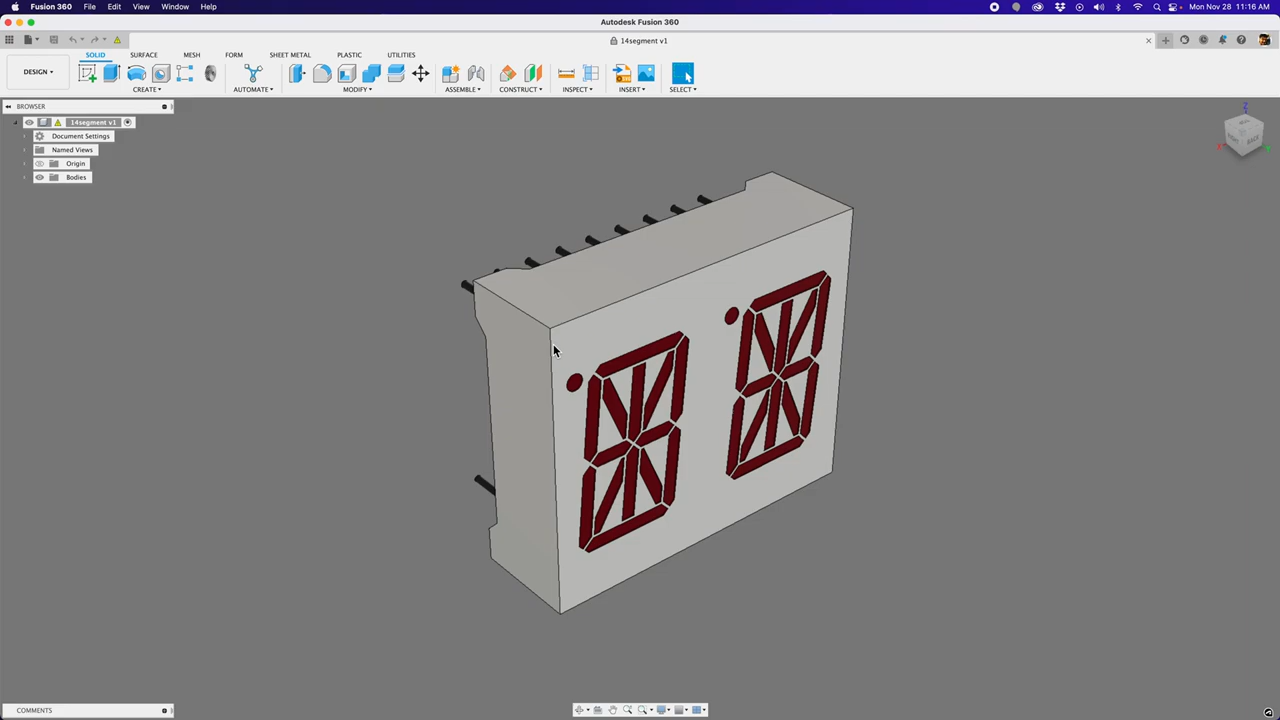 Fusion 360 File Edit View Window Help Mon Nov 28 11:16 AM
Autodesk Fusion 360
14segment v1
SOLID SURFACE MESH FORM SHEET METAL PLASTIC UTILITIES
DESIGN
CREATE AUTOMATE MODIFY ASSEMBLE CONSTRUCT INSPECT INSERT SELECT
BROWSER
14segment v1
Document Settings
Named Views
Origin
Bodies
Z
BACK
COMMENTS